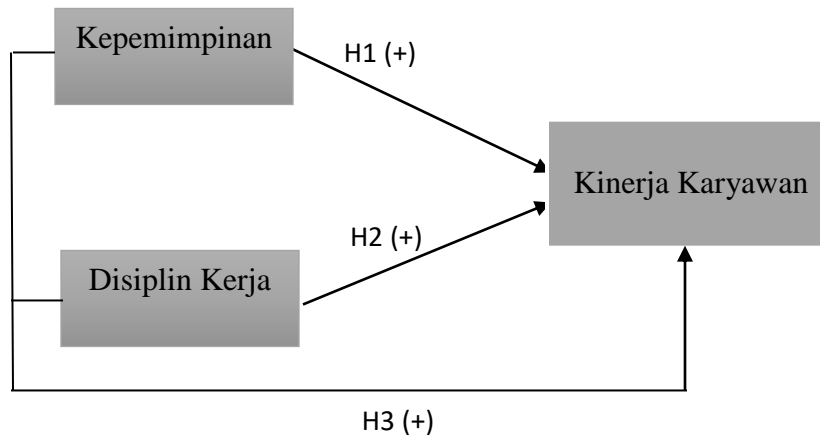 Kepemimpinan
H1 (+)
Kinerja Karyawan
H2 (+)
Disiplin Kerja
H3 (+)